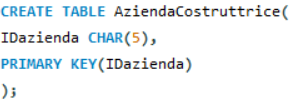 CREATE TABLE AziendaCostruttrice(
IDazienda CHAR(5),
PRIMARY KEY(IDazienda)
);